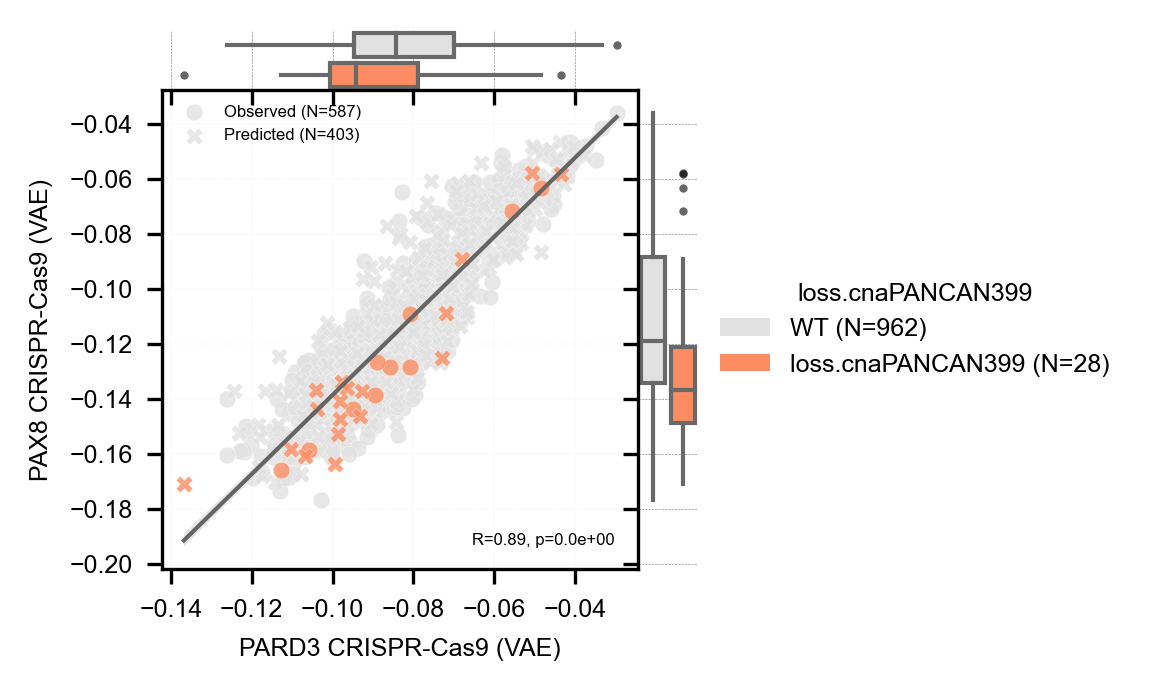 Observed (N=587)
Predicted (N=403)
−0.04
−0.06
−0.08
−0.10
−0.12
−0.14
−0.16
−0.18
−0.20
PAX8 CRISPR-Cas9 (VAE)
R=0.89, p=0.0e+00
−0.14 −0.12 −0.10 −0.08 −0.06 −0.04
PARD3 CRISPR-Cas9 (VAE)
loss.cnaPANCAN399
WT (N=962)
loss.cnaPANCAN399 (N=28)